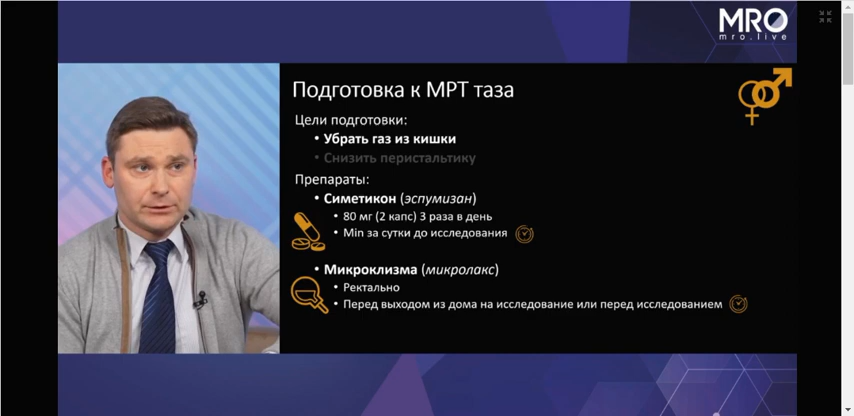 MRO
mro.live
Подготовка к МРТ таза
Цели подготовки:
• Убрать газ из кишки
• Снизить перистальтику
Препараты:
• Симетикон (эспумизан)
• 80 мг (2 капс) 3 раза в день
• Min за сутки до исследования
• Микроклизма (микролакс)
• Ректально
• Перед выходом из дома на исследование или перед исследованием